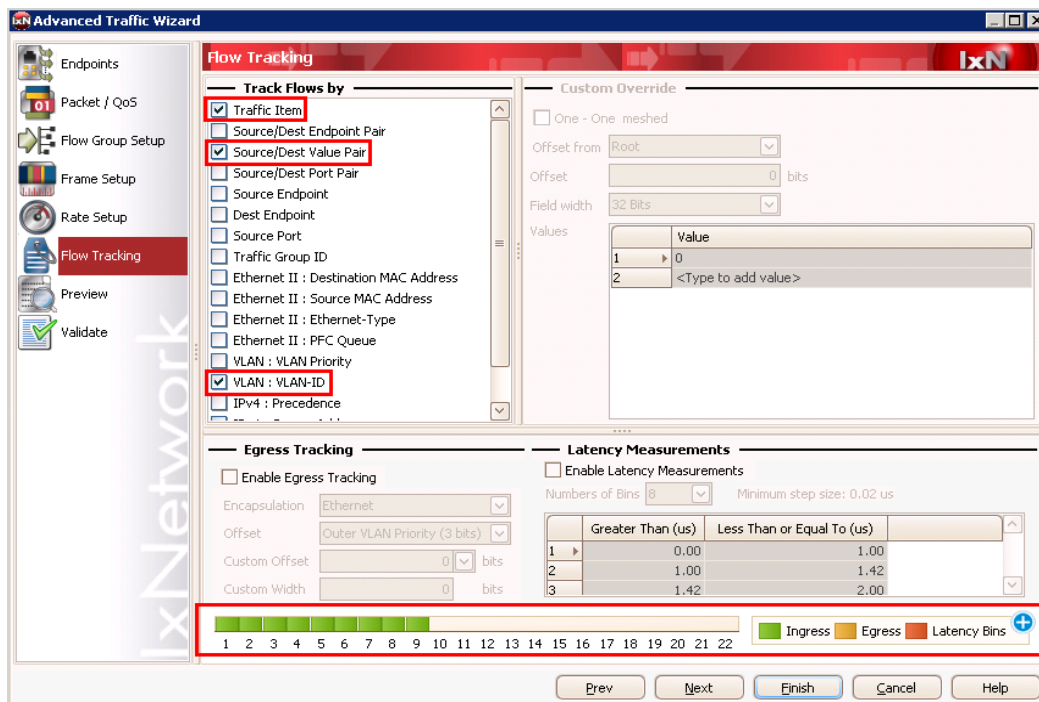 IxN Advanced Traffic Wizard
Endpoints
01 Packet / QoS
Flow Group Setup
Frame Setup
Rate Setup
Flow Tracking
Preview
Validate
IxNetwork
Flow Tracking
IxN
Track Flows by
Traffic Item
Source/Dest Endpoint Pair
Source/Dest Value Pair
Source/Dest Port Pair
Source Endpoint
Dest Endpoint
Source Port
Traffic Group ID
Ethernet II : Destination MAC Address
Ethernet II : Source MAC Address
Ethernet II : Ethernet-Type
Ethernet II : PFC Queue
VLAN : VLAN Priority
VLAN : VLAN-ID
IPv4 : Precedence
Custom Override
One - One meshed
Offset from Root
Offset 0 bits
Field width 32 Bits
Values
Value
1 0
2 <Type to add value>
Egress Tracking
Enable Egress Tracking
Encapsulation Ethernet
Offset Outer VLAN Priority (3 bits)
Custom Offset 0 bits
Custom Width 0 bits
Latency Measurements
Enable Latency Measurements
Numbers of Bins 8 Minimum step size: 0.02 us
Greater Than (us) Less Than or Equal To (us)
1 0.00 1.00
2 1.00 1.42
3 1.42 2.00
1 2 3 4 5 6 7 8 9 10 11 12 13 14 15 16 17 18 19 20 21 22
Ingress Egress Latency Bins
Prev Next Finish Cancel Help